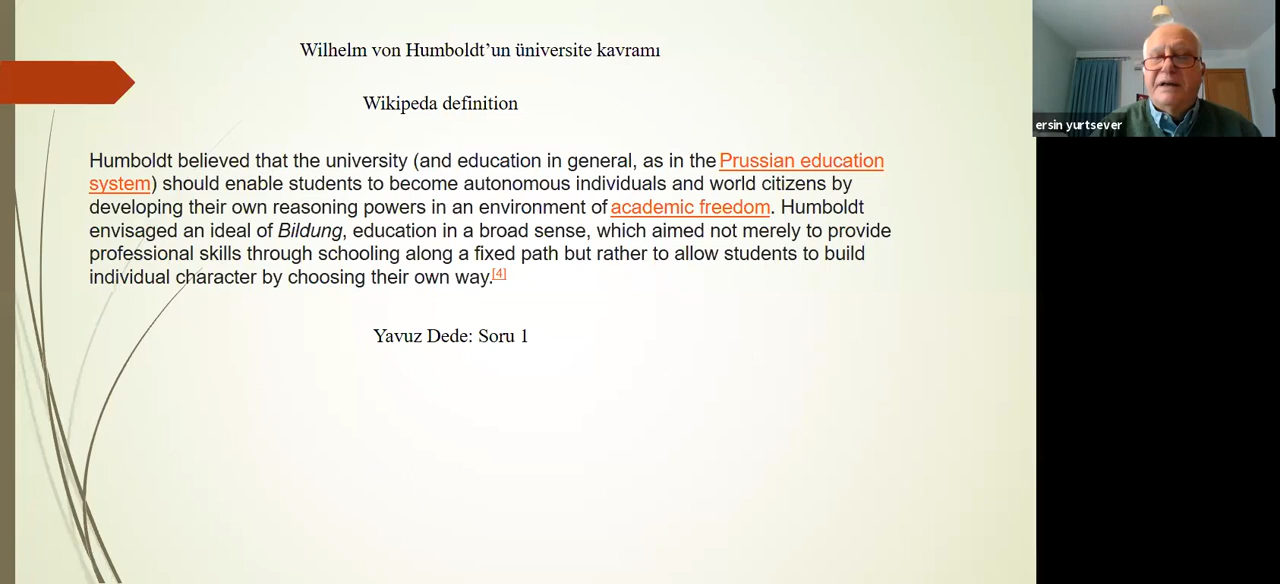 Wilhelm von Humboldt’un üniversite kavramı
Wikipeda definition
Humboldt believed that the university (and education in general, as in the Prussian education
system) should enable students to become autonomous individuals and world citizens by
developing their own reasoning powers in an environment of academic freedom. Humboldt
envisaged an ideal of Bildung, education in a broad sense, which aimed not merely to provide
professional skills through schooling along a fixed path but rather to allow students to build
individual character by choosing their own way.[4]
Yavuz Dede: Soru 1
ersin yurtsever